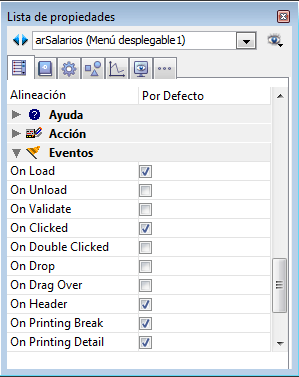 Lista de propiedades
arSalarios (Menú desplegable1)
Alineación Por Defecto
Ayuda
Acción
Eventos
On Load
On Unload
On Validate
On Clicked
On Double Clicked
On Drop
On Drag Over
On Header
On Printing Break
On Printing Detail